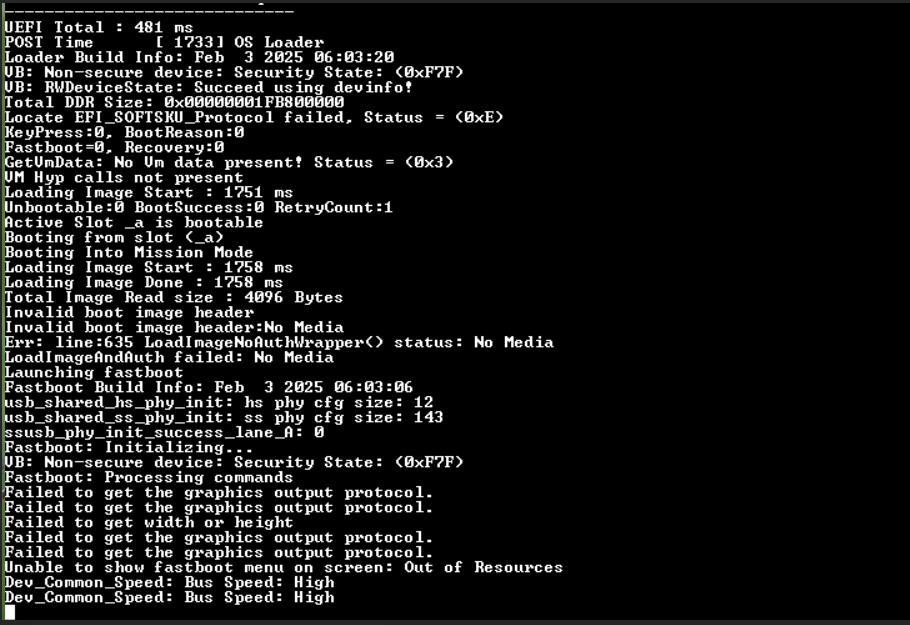 UEFI Total : 481 ms
POST Time      [ 1733] OS Loader
Loader Build Info: Feb  3 2025 06:03:20
VB: Non-secure device: Security State: (0xF7F)
VB: RWDeviceState: Succeed using devinfo!
Total DDR Size: 0x00000001FB800000
Locate EFI_SOFTSKU_Protocol failed, Status = (0xE)
KeyPress:0, BootReason:0
Fastboot=0, Recovery:0
GetVmData: No Vm data present! Status = (0x3)
VM Hyp calls not present
Loading Image Start : 1751 ms
Unbootable:0 BootSuccess:0 RetryCount:1
Active Slot _a is bootable
Booting from slot (_a)
Booting Into Mission Mode
Loading Image Start : 1758 ms
Loading Image Done : 1758 ms
Total Image Read size : 4096 Bytes
Invalid boot image header
Invalid boot image header:No Media
Err: line:635 LoadImageNoAuthWrapper() status: No Media
LoadImageAndAuth failed: No Media
Launching fastboot
Fastboot Build Info: Feb  3 2025 06:03:06
usb_shared_hs_phy_init: hs phy cfg size: 12
usb_shared_ss_phy_init: ss phy cfg size: 143
ssusb_phy_init_success_lane_A: 0
Fastboot: Initializing...
VB: Non-secure device: Security State: (0xF7F)
Fastboot: Processing commands
Failed to get the graphics output protocol.
Failed to get the graphics output protocol.
Failed to get width or height
Failed to get the graphics output protocol.
Failed to get the graphics output protocol.
Unable to show fastboot menu on screen: Out of Resources
Dev_Common_Speed: Bus Speed: High
Dev_Common_Speed: Bus Speed: High